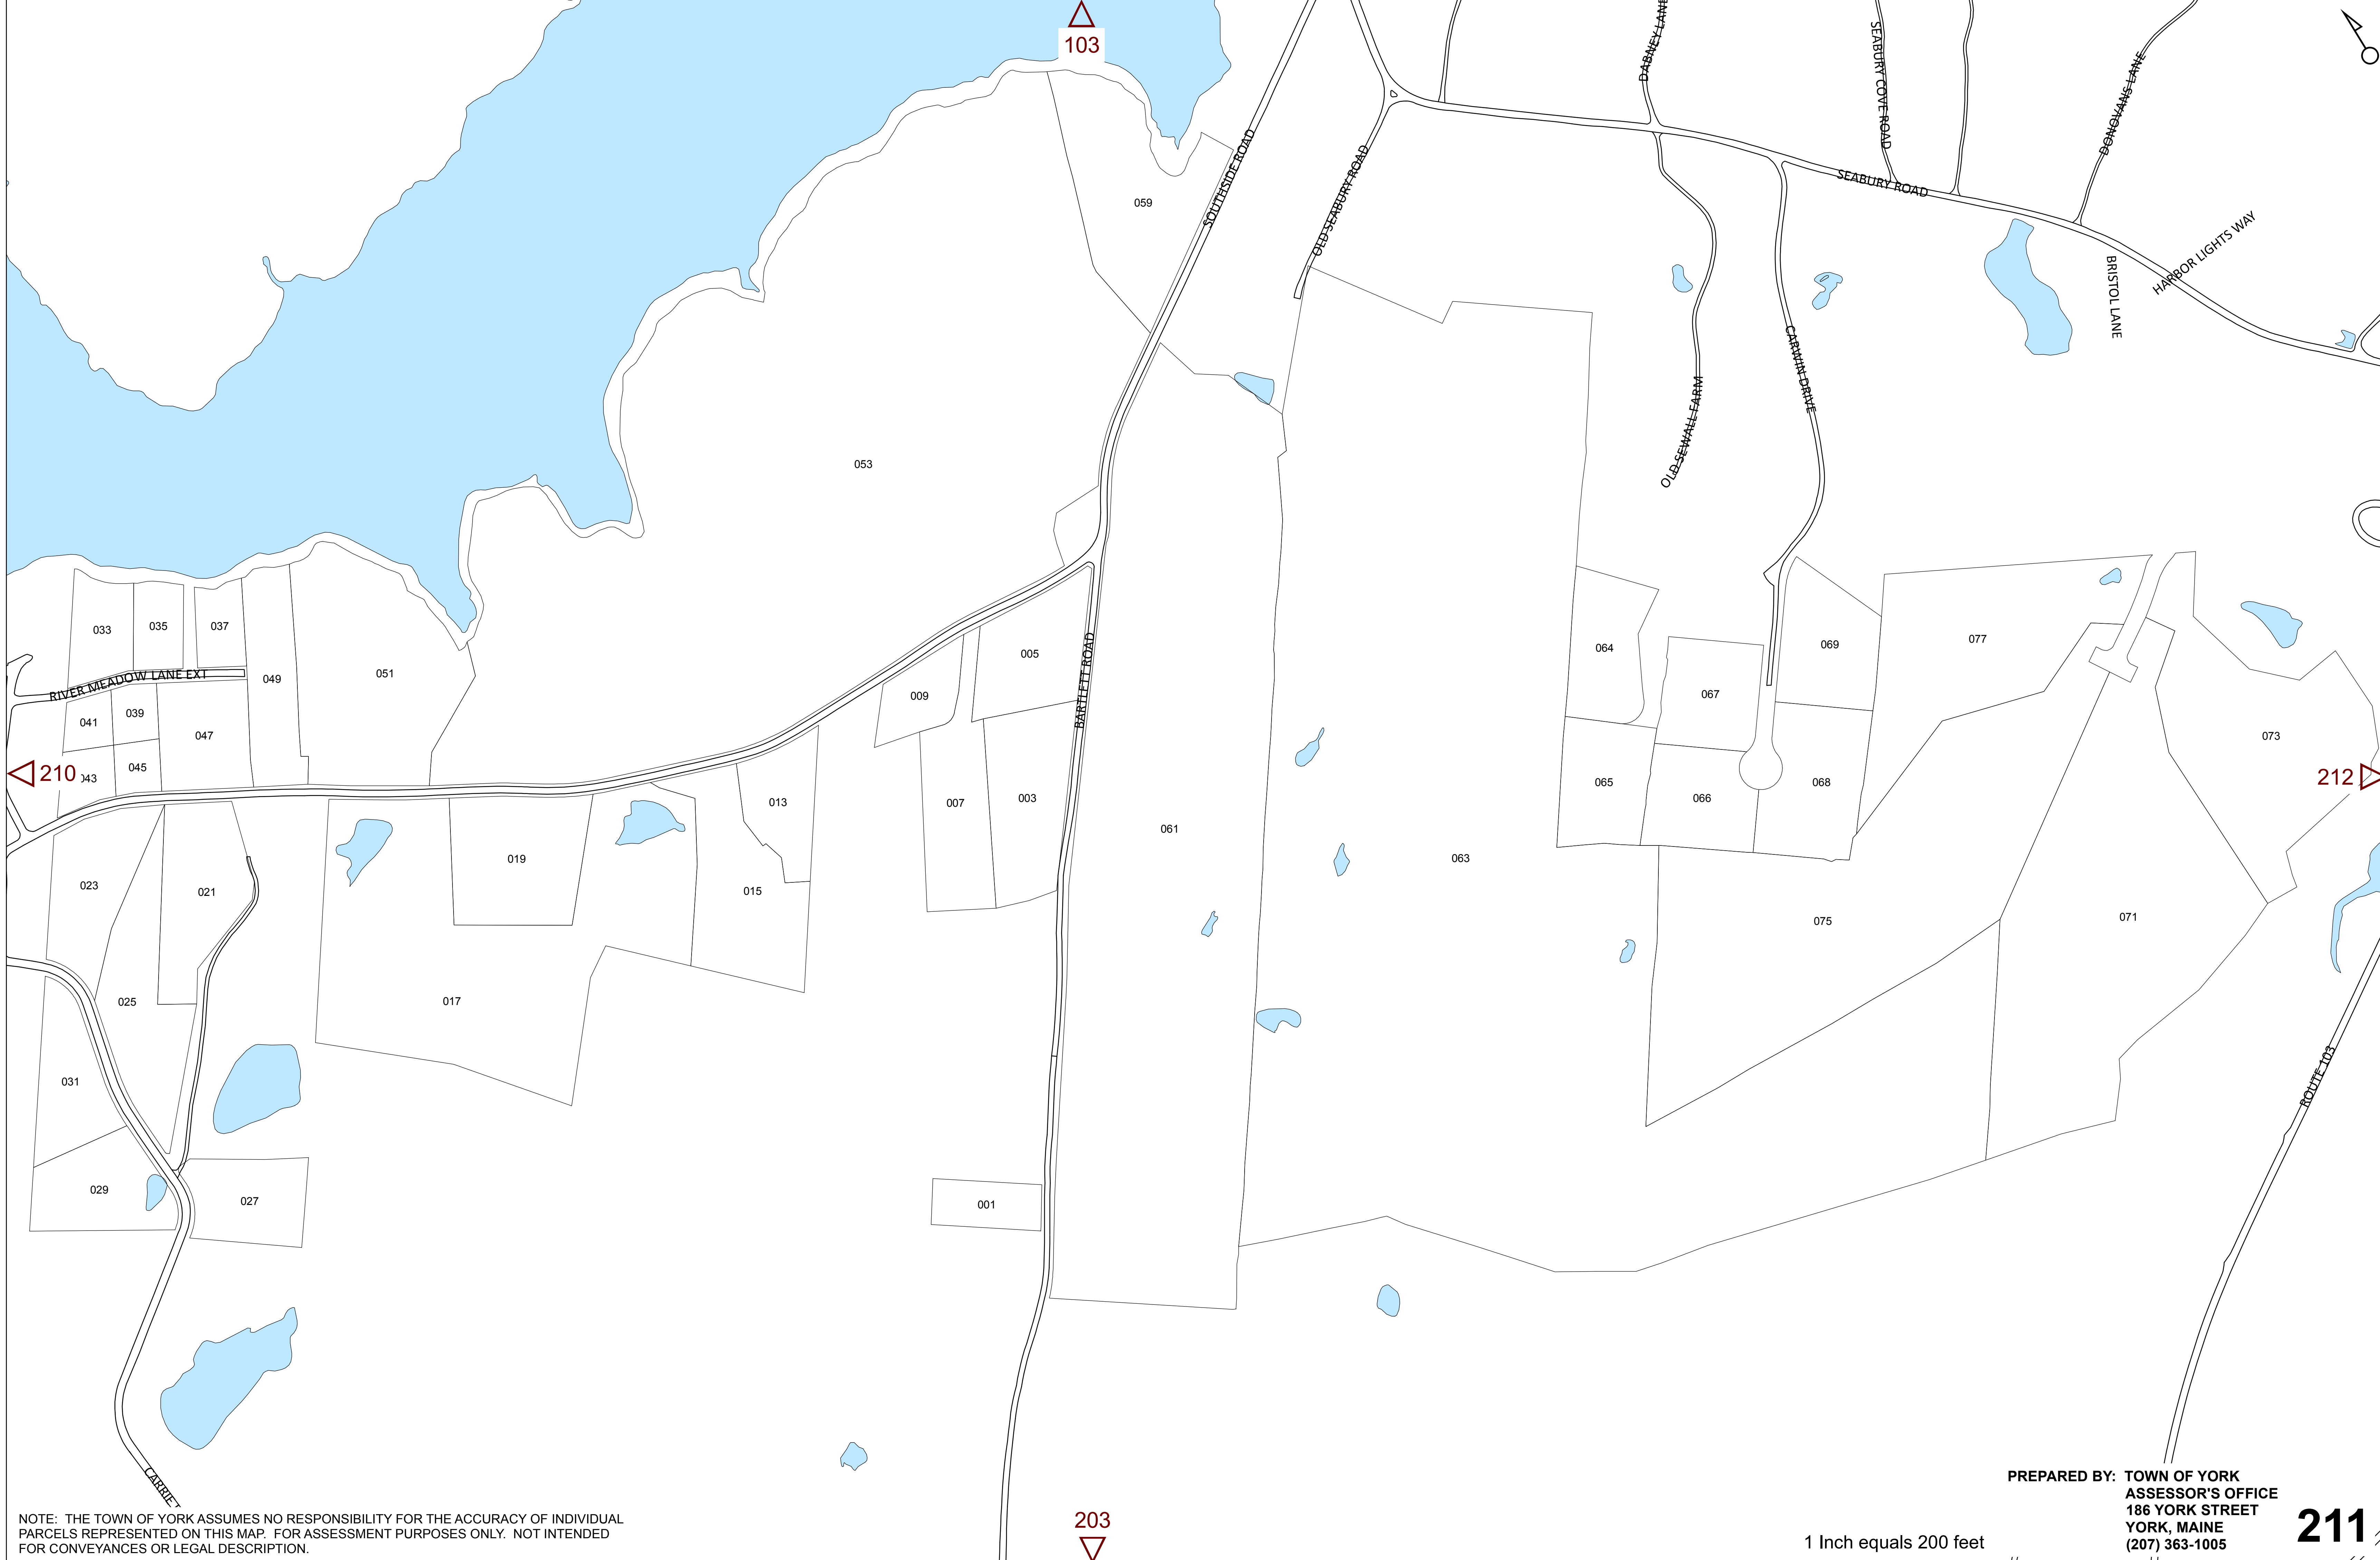 103
DABNEY LANE
SEABURY COVE ROAD
DONOVANS LANE
SOUTHSIDE ROAD
OLD SEABURY ROAD
SEABURY ROAD
HARBOR LIGHTS WAY
BRISTOL LANE
059
CARWIN DRIVE
OLD SEWALL FARM
053
033
035
037
005
BARTLETT ROAD
064
069
077
RIVER MEADOW LANE EXT
049
051
009
067
041
039
047
073
210
043
045
013
007
003
065
066
068
212
061
019
063
023
021
015
075
071
025
017
031
ROUTE 103
029
027
001
CARRIE
NOTE: THE TOWN OF YORK ASSUMES NO RESPONSIBILITY FOR THE ACCURACY OF INDIVIDUAL
PARCELS REPRESENTED ON THIS MAP. FOR ASSESSMENT PURPOSES ONLY. NOT INTENDED
FOR CONVEYANCES OR LEGAL DESCRIPTION.
203
1 Inch equals 200 feet
PREPARED BY: TOWN OF YORK
ASSESSOR'S OFFICE
186 YORK STREET
YORK, MAINE
(207) 363-1005
211